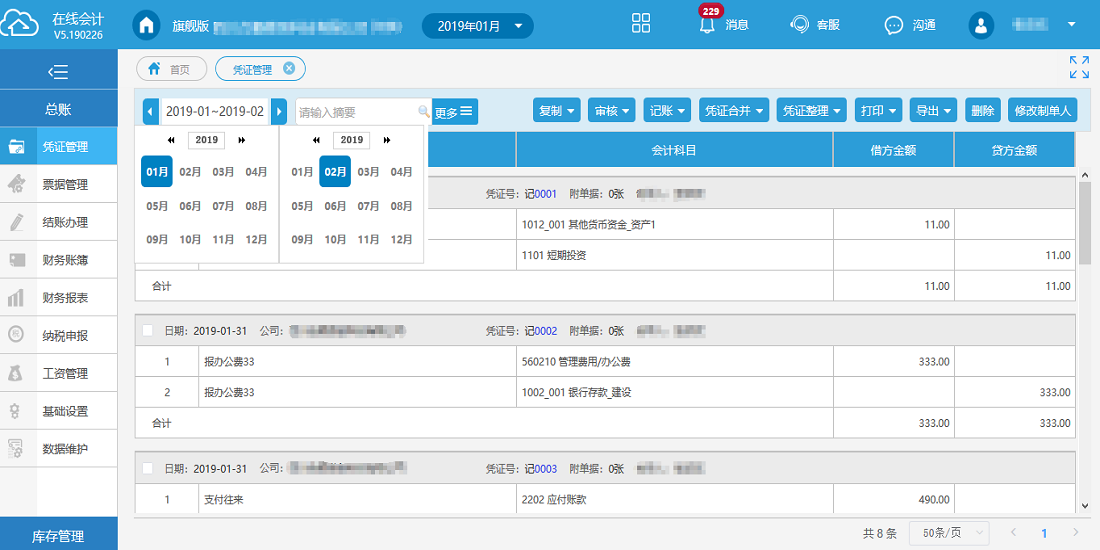 在线会计
V5.190226
旗舰版
2019年01月
229
消息
客服
沟通
首页
凭证管理
总账
凭证管理
票据管理
结账办理
财务账簿
财务报表
纳税申报
工资管理
基础设置
数据维护
库存管理
2019-01~2019-02
请输入摘要
更多
复制
审核
记账
凭证合并
凭证整理
打印
导出
删除
修改制单人
2019
01月 02月 03月 04月
05月 06月 07月 08月
09月 10月 11月 12月
2019
01月 02月 03月 04月
05月 06月 07月 08月
09月 10月 11月 12月
会计科目 借方金额 贷方金额
凭证号：记0001 附单据：0张
1012_001 其他货币资金_资产1 11.00
1101 短期投资 11.00
合计 11.00 11.00
日期：2019-01-31 公司： 凭证号：记0002 附单据：0张
1 报办公费33 560210 管理费用/办公费 333.00
2 报办公费33 1002_001 银行存款_建设 333.00
合计 333.00 333.00
日期：2019-01-31 公司： 凭证号：记0003 附单据：0张
1 支付往来 2202 应付账款 490.00
共 8 条 50条/页 1